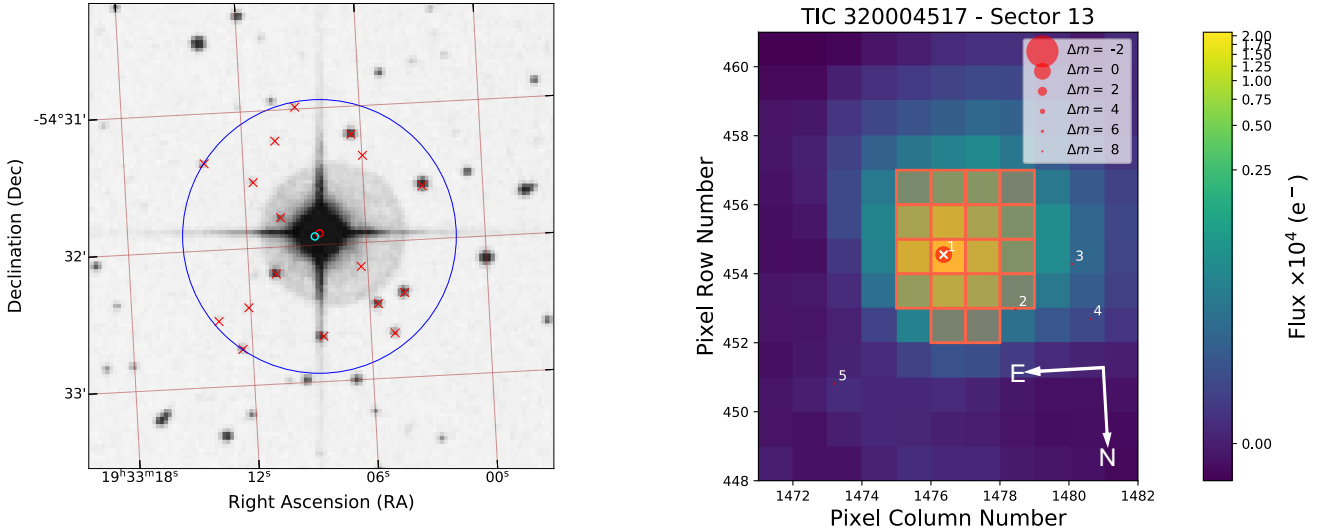 -54°31'
32'
33'
19ʰ33ᵐ18ˢ
12ˢ
06ˢ
00ˢ
Declination (Dec)
Right Ascension (RA)
TIC 320004517 - Sector 13
Δm = -2
Δm = 0
Δm = 2
Δm = 4
Δm = 6
Δm = 8
460
458
456
454
452
450
448
1
2
3
4
5
E
N
1472
1474
1476
1478
1480
1482
Pixel Row Number
Pixel Column Number
2.00
1.75
1.50
1.25
1.00
0.75
0.50
0.25
0.00
Flux ×10⁴ (e⁻)